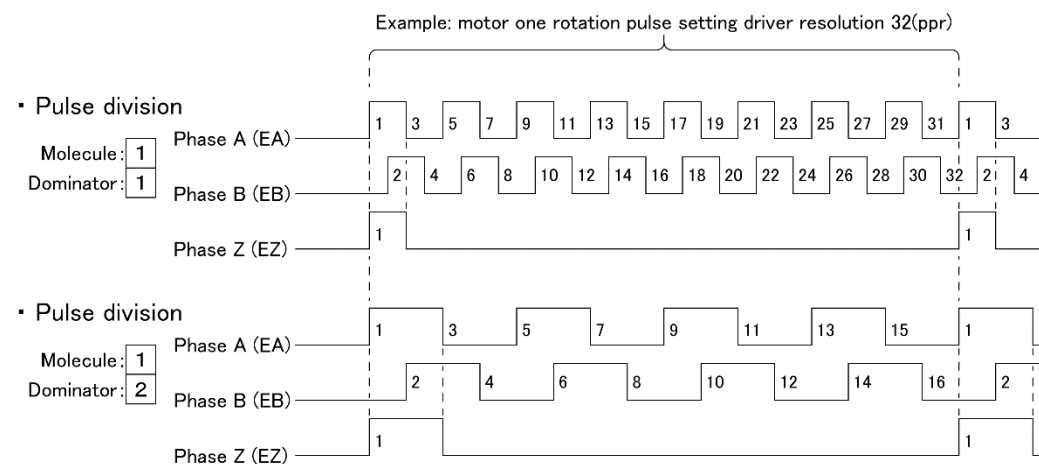 Example: motor one rotation pulse setting driver resolution 32(ppr)
・Pulse division
Molecule: 1
Dominator: 1
Phase A (EA) 1 3 5 7 9 11 13 15 17 19 21 23 25 27 29 31 1 3
Phase B (EB) 2 4 6 8 10 12 14 16 18 20 22 24 26 28 30 32 2 4
Phase Z (EZ) 1 1
・Pulse division
Molecule: 1
Dominator: 2
Phase A (EA) 1 3 5 7 9 11 13 15 1
Phase B (EB) 2 4 6 8 10 12 14 16 2
Phase Z (EZ) 1 1